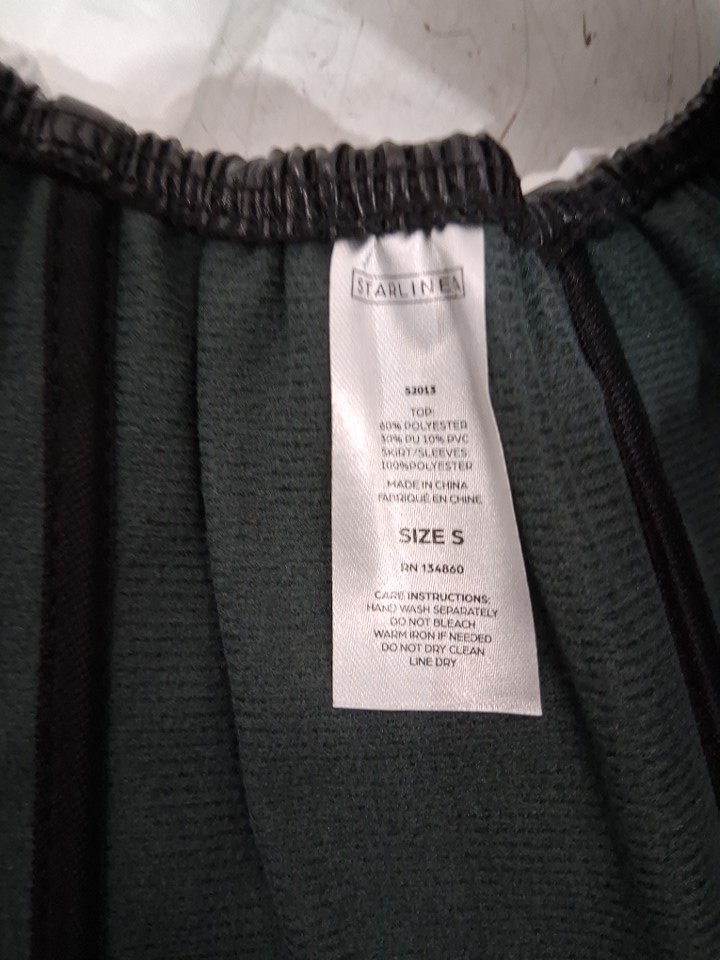 STARLINE
S2013
TOP:
60% POLYESTER
30% PU 10% PVC
SKIRT/SLEEVES:
100%POLYESTER
MADE IN CHINA
FABRIQUÉ EN CHINE
SIZE S
RN 134860
CARE INSTRUCTIONS:
HAND WASH SEPARATELY
DO NOT BLEACH
WARM IRON IF NEEDED
DO NOT DRY CLEAN
LINE DRY